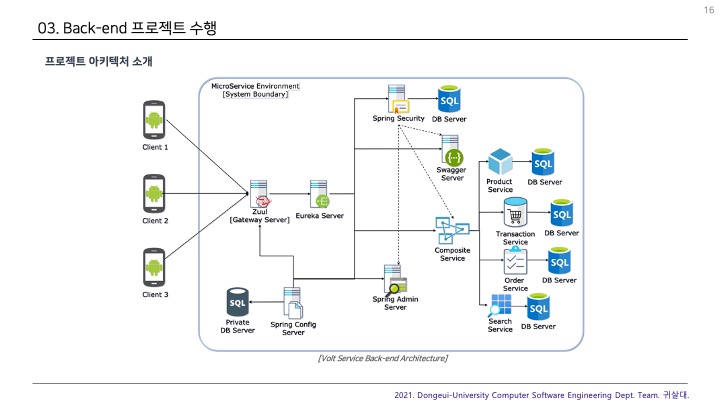 16
03. Back-end 프로젝트 수행
프로젝트 아키텍처 소개
MicroService Environment
[System Boundary]
Client 1
Client 2
Client 3
Zuul
[Gateway Server]
Eureka Server
SQL
Private
DB Server
Spring Config
Server
Spring Security
SQL
DB Server
Swagger
Server
Composite
Service
Spring Admin
Server
Product
Service
SQL
DB Server
Transaction
Service
SQL
DB Server
Order
Service
SQL
DB Server
Search
Service
SQL
DB Server
[Volt Service Back-end Architecture]
2021. Dongeui-University Computer Software Engineering Dept. Team. 귀살대.